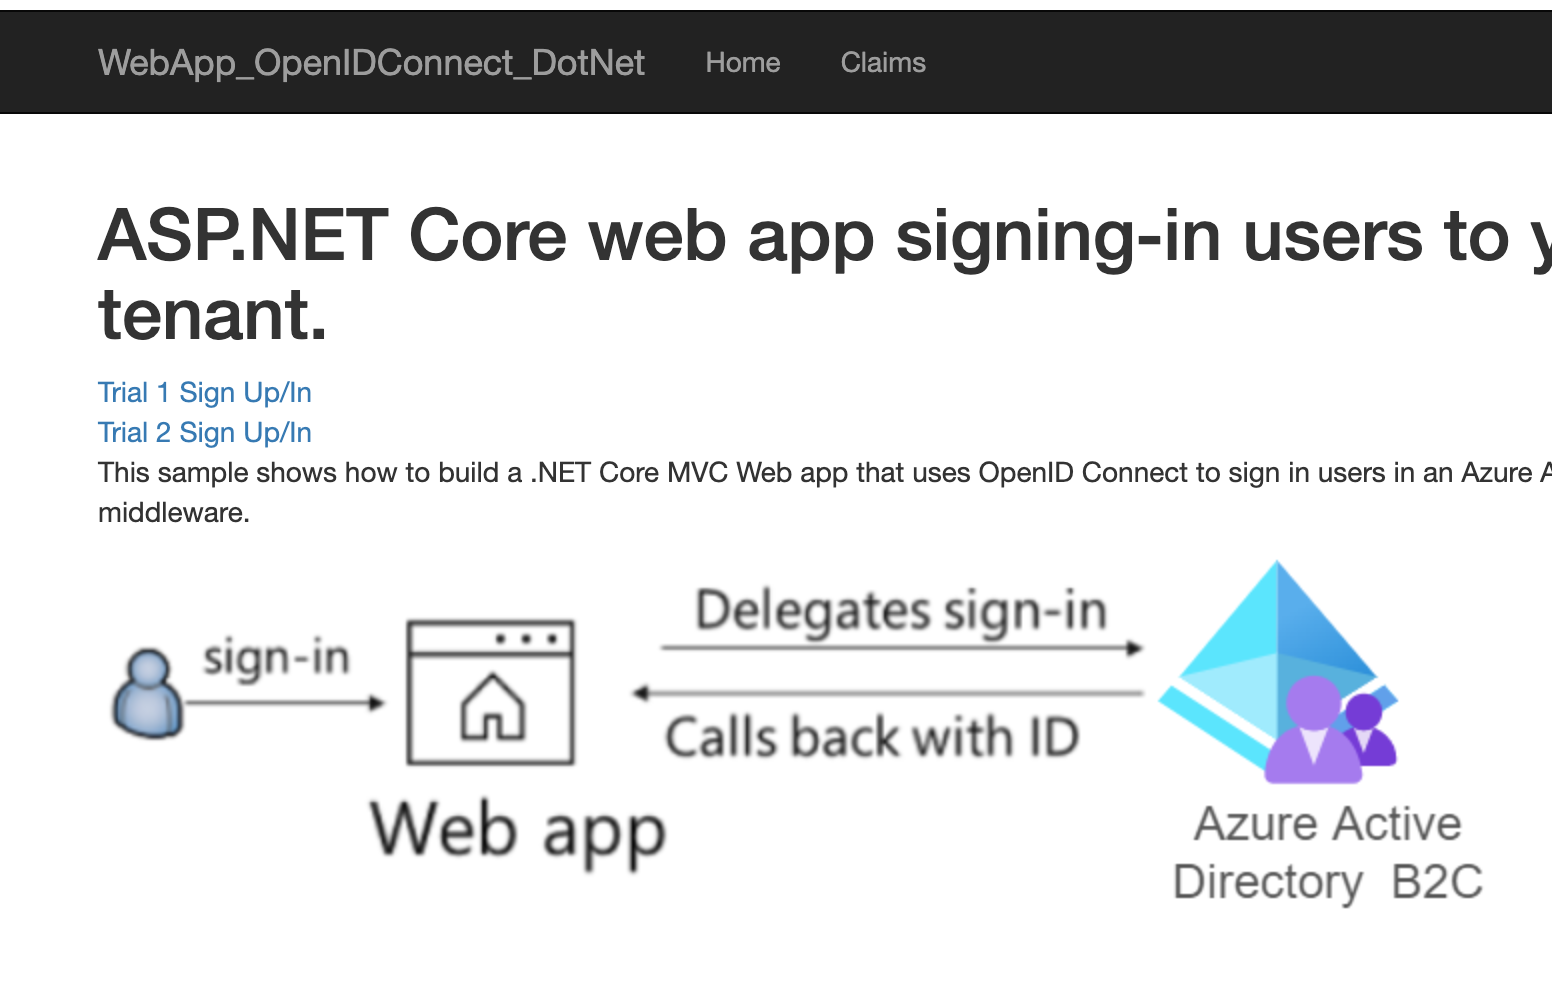 WebApp_OpenIDConnect_DotNet Home Claims
ASP.NET Core web app signing-in users to
tenant.
Trial 1 Sign Up/In
Trial 2 Sign Up/In
This sample shows how to build a .NET Core MVC Web app that uses OpenID Connect to sign in users in an Azure
middleware.
sign-in
Delegates sign-in
Calls back with ID
Web app
Azure Active
Directory B2C